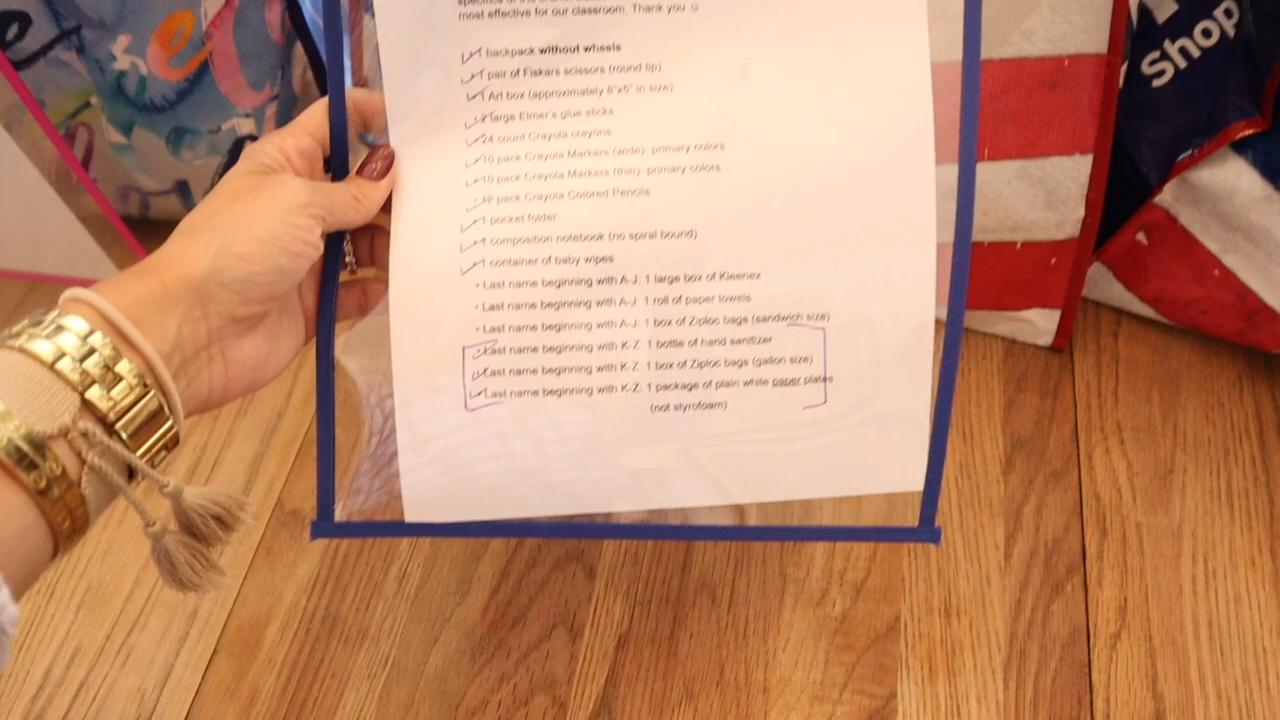 most effective for our classroom. Thank you ☺
1 backpack without wheels
1 pair of Fiskars scissors (round tip)
1 Art box (approximately 8"x5" in size)
2 large Elmer's glue sticks
24 count Crayola crayons
10 pack Crayola Markers (wide)- primary colors
10 pack Crayola Markers (thin)- primary colors
12 pack Crayola Colored Pencils
1 pocket folder
1 composition notebook (no spiral bound)
1 container of baby wipes
• Last name beginning with A-J: 1 large box of Kleenex
• Last name beginning with A-J: 1 roll of paper towels
• Last name beginning with A-J: 1 box of Ziploc bags (sandwich size)
• Last name beginning with K-Z: 1 bottle of hand sanitizer
Last name beginning with K-Z: 1 box of Ziploc bags (gallon size)
Last name beginning with K-Z: 1 package of plain white paper plates
(not styrofoam)
Shop